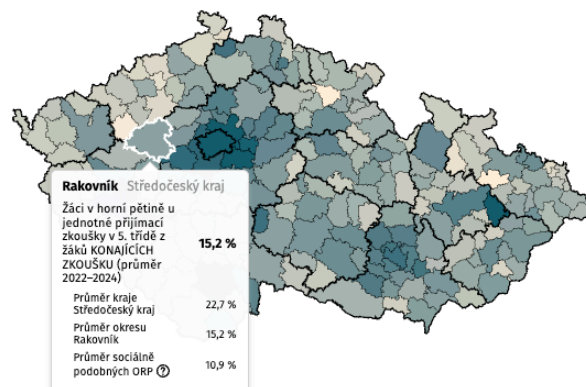 Rakovník Středočeský kraj
Žáci v horní pětině u
jednotné přijímací
zkoušky v 5. třídě z
žáků KONAJÍCÍCH
ZKOUŠKU (průměr
2022–2024)
15,2 %
Průměr kraje
Středočeský kraj
22,7 %
Průměr okresu
Rakovník
15,2 %
Průměr sociálně
podobných ORP ?
10,9 %